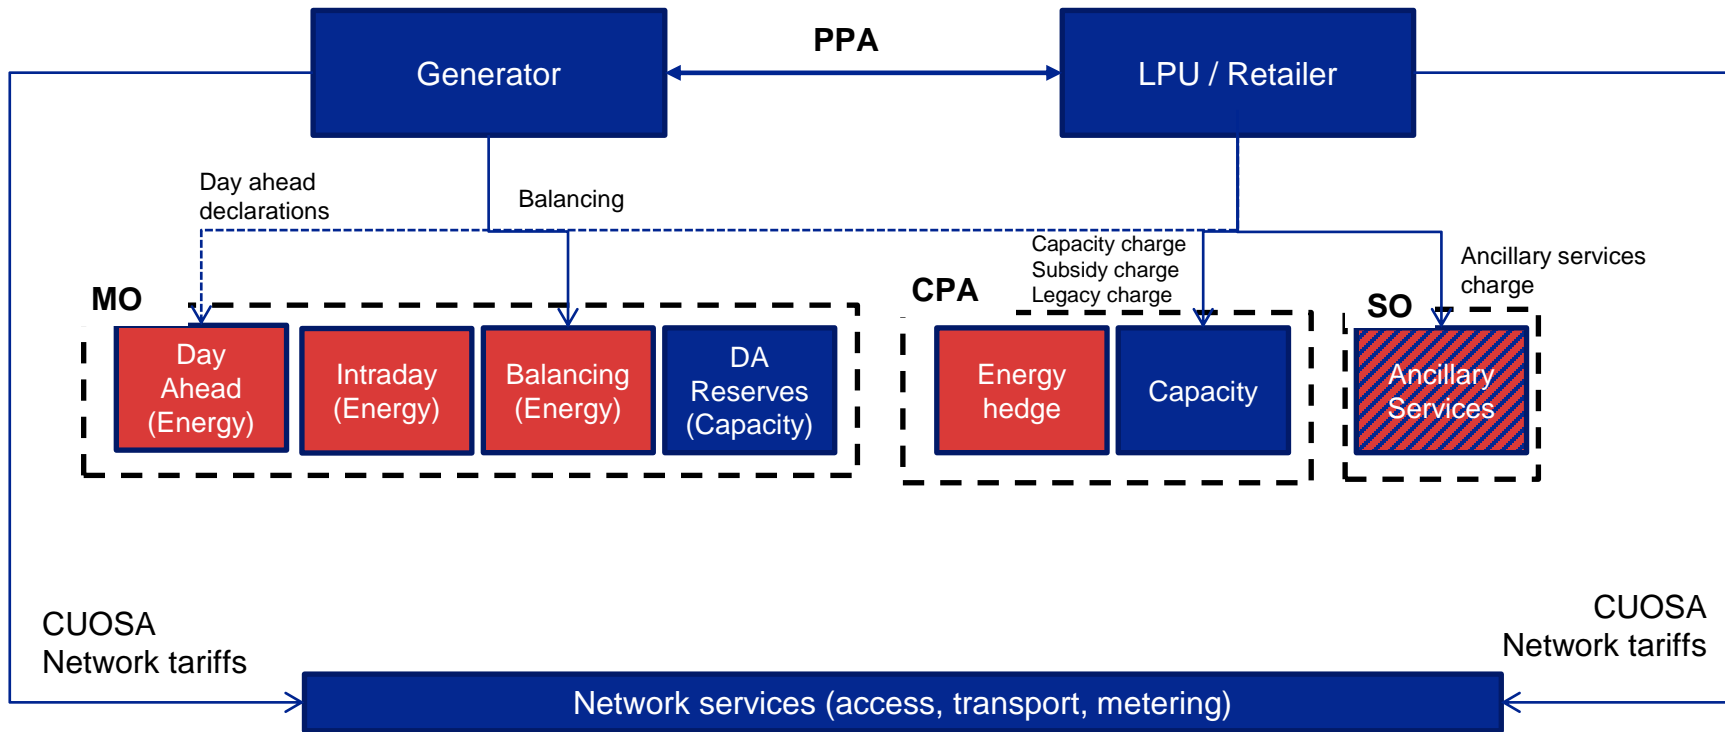 Generator
PPA
LPU / Retailer
Day ahead
declarations
Balancing
Capacity charge
Subsidy charge
Legacy charge
Ancillary services
charge
MO
CPA
SO
Day
Ahead
(Energy)
Intraday
(Energy)
Balancing
(Energy)
DA
Reserves
(Capacity)
Energy
hedge
Capacity
Ancillary
Services
CUOSA
Network tariffs
CUOSA
Network tariffs
Network services (access, transport, metering)